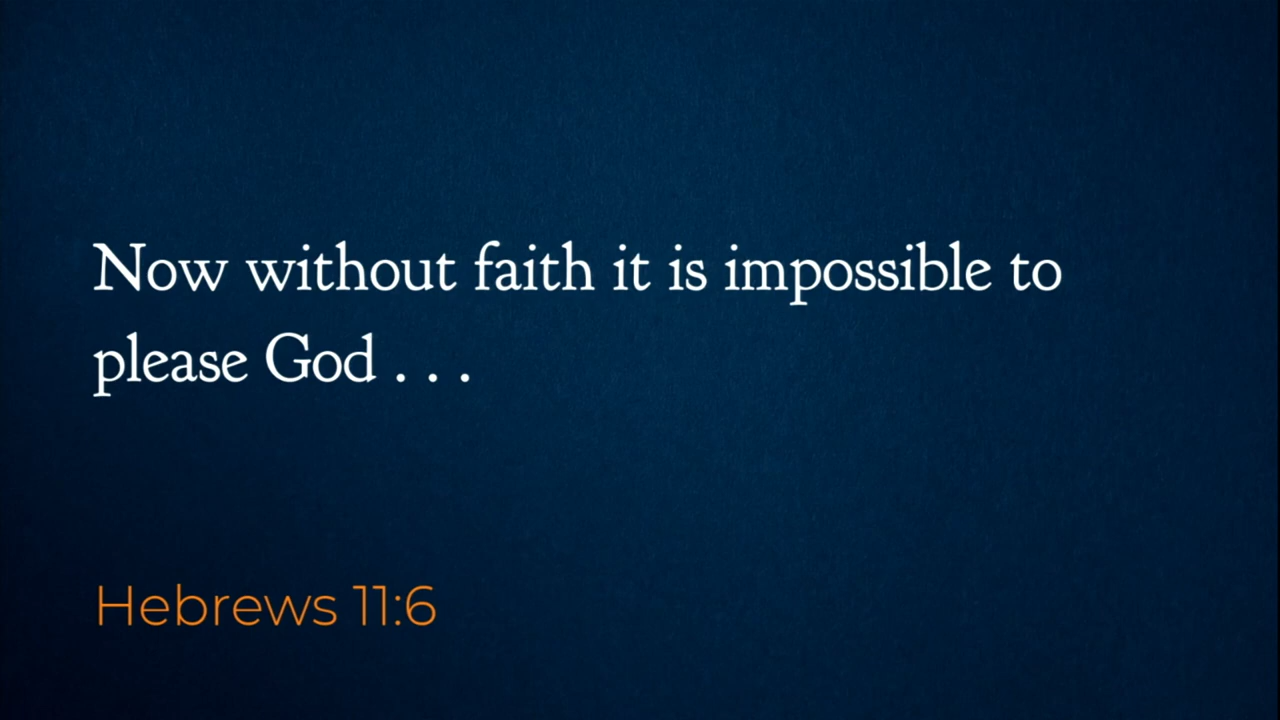 Now without faith it is impossible to
please God . . .
Hebrews 11:6